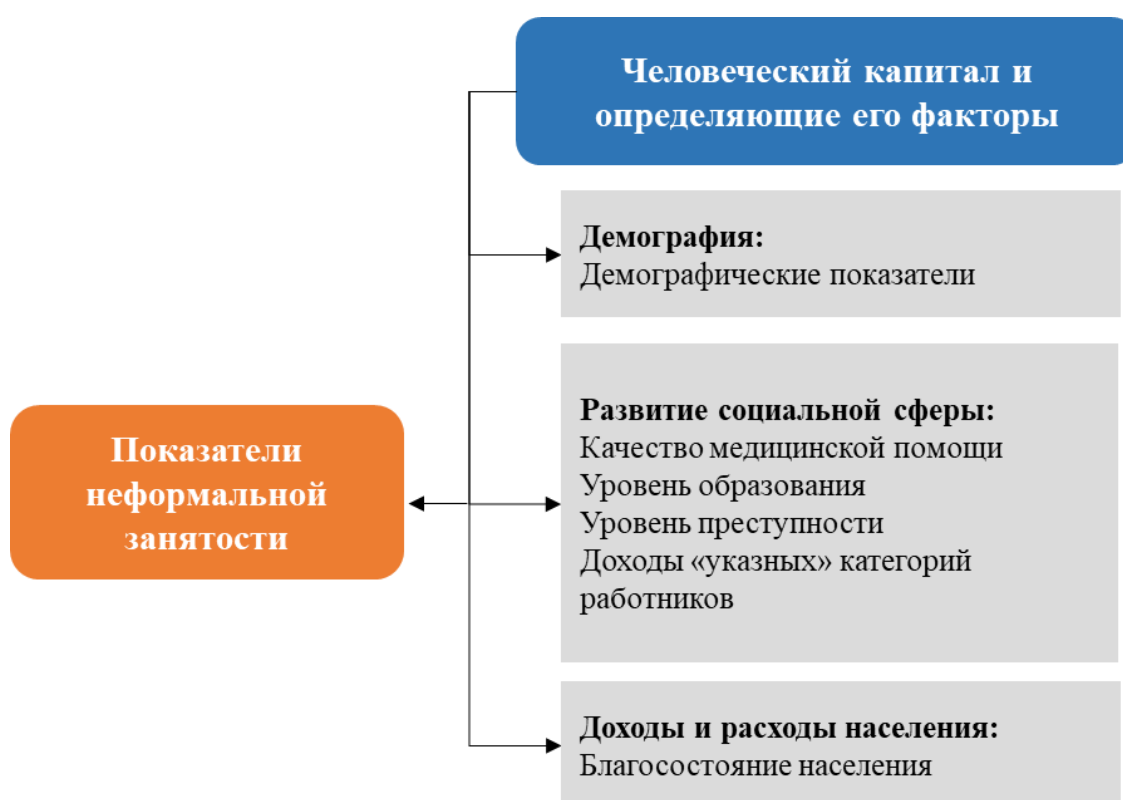 Человеческий капитал и
определяющие его факторы
Демография:
Демографические показатели
Развитие социальной сферы:
Качество медицинской помощи
Уровень образования
Уровень преступности
Доходы «указных» категорий
работников
Показатели
неформальной
занятости
Доходы и расходы населения:
Благосостояние населения